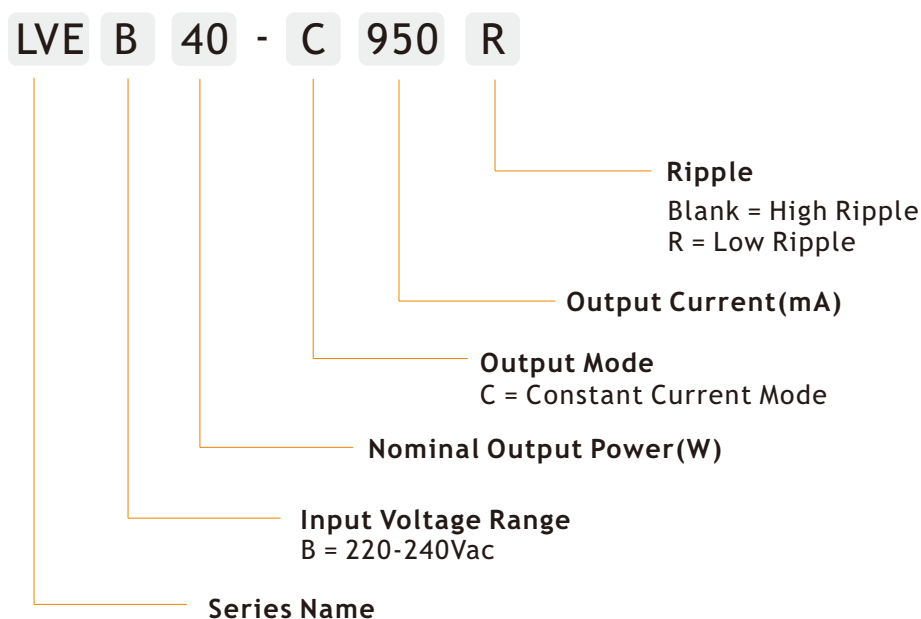 LVE B 40 - C 950 R
Ripple
Blank = High Ripple
R = Low Ripple
Output Current(mA)
Output Mode
C = Constant Current Mode
Nominal Output Power(W)
Input Voltage Range
B = 220-240Vac
Series Name